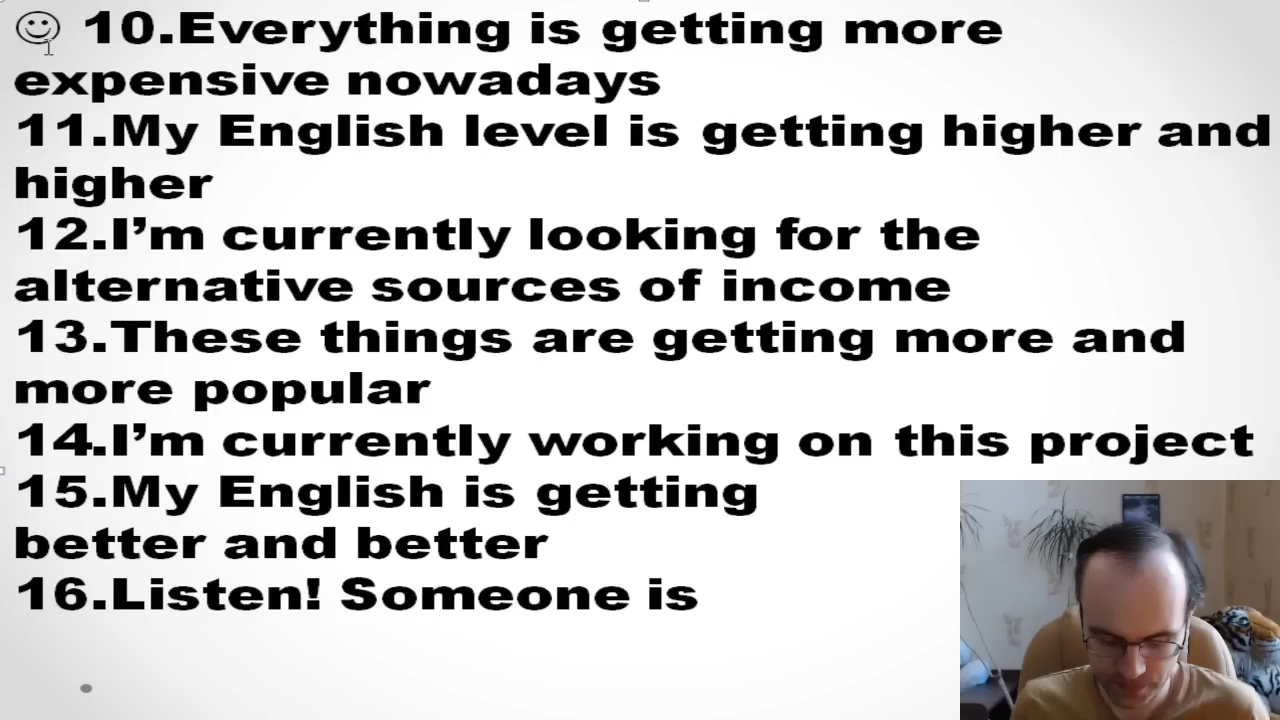 ☺ 10.Everything is getting more
expensive nowadays
11.My English level is getting higher and
higher
12.I’m currently looking for the
alternative sources of income
13.These things are getting more and
more popular
14.I’m currently working on this project
15.My English is getting
better and better
16.Listen! Someone is